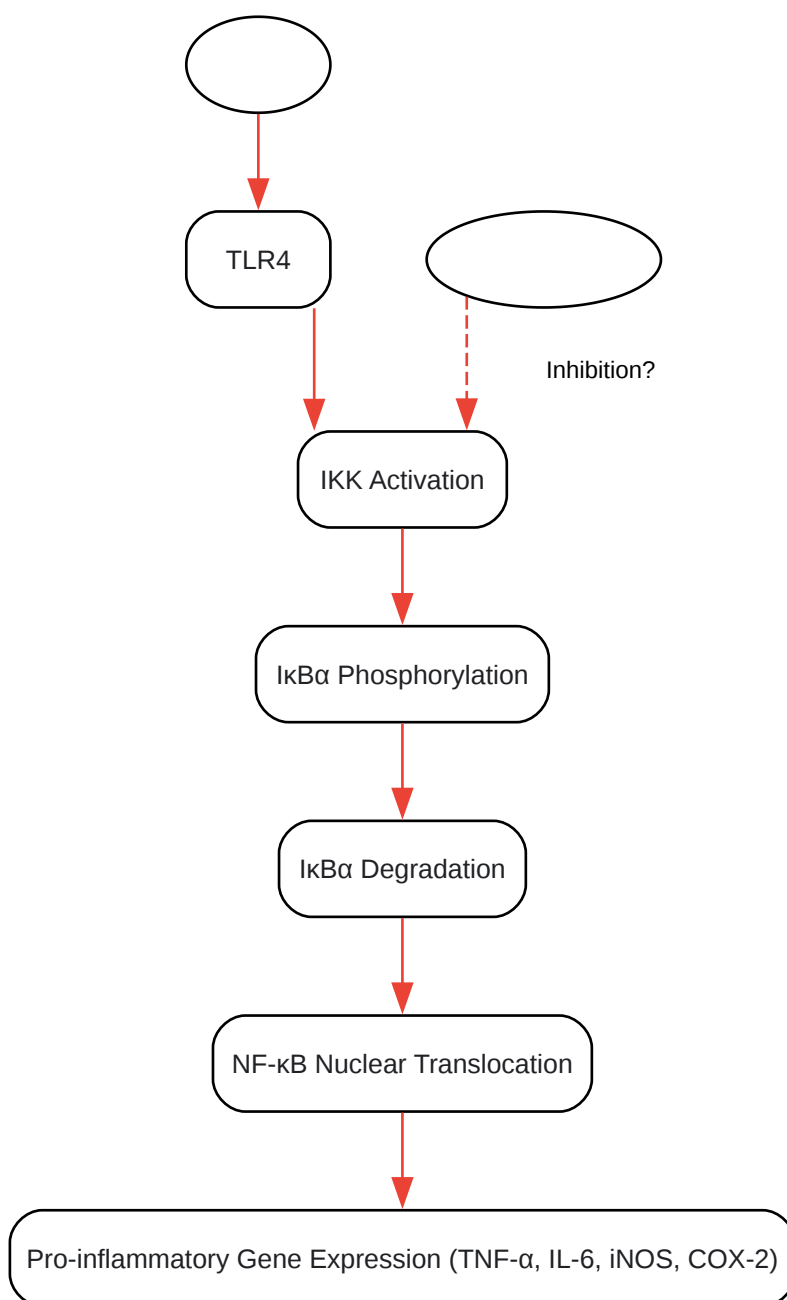 TLR4
Inhibition?
IKK Activation
IκBα Phosphorylation
IκBα Degradation
NF-κB Nuclear Translocation
Pro-inflammatory Gene Expression (TNF-α, IL-6, iNOS, COX-2)